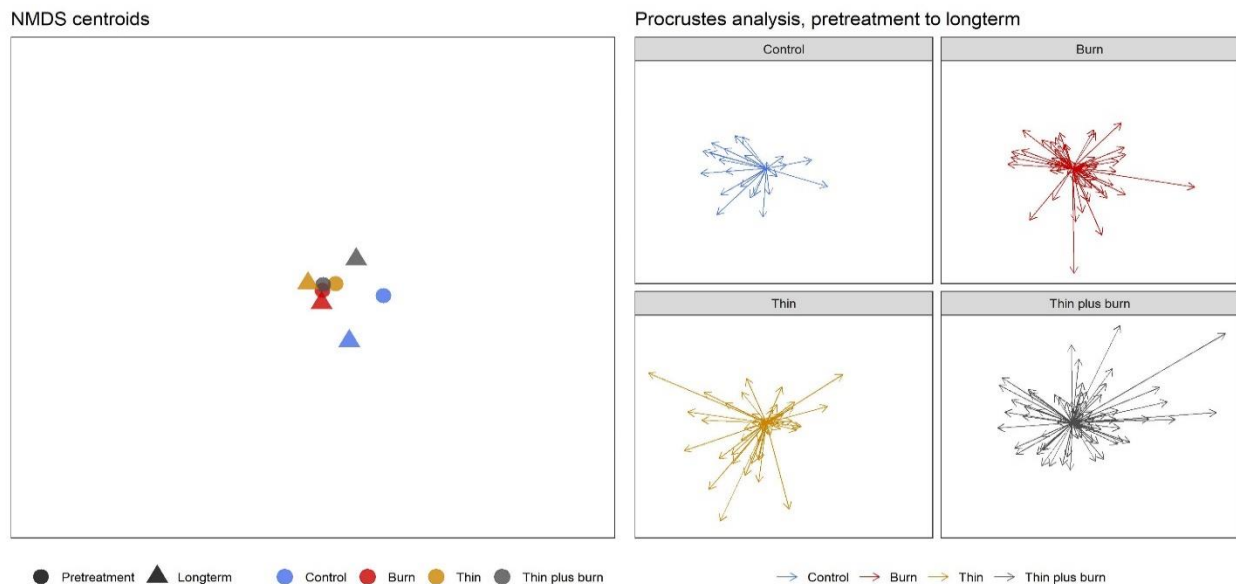 NMDS centroids
Procrustes analysis, pretreatment to longterm
Control
Burn
Thin
Thin plus burn
Pretreatment Longterm Control Burn Thin Thin plus burn
Control Burn Thin Thin plus burn